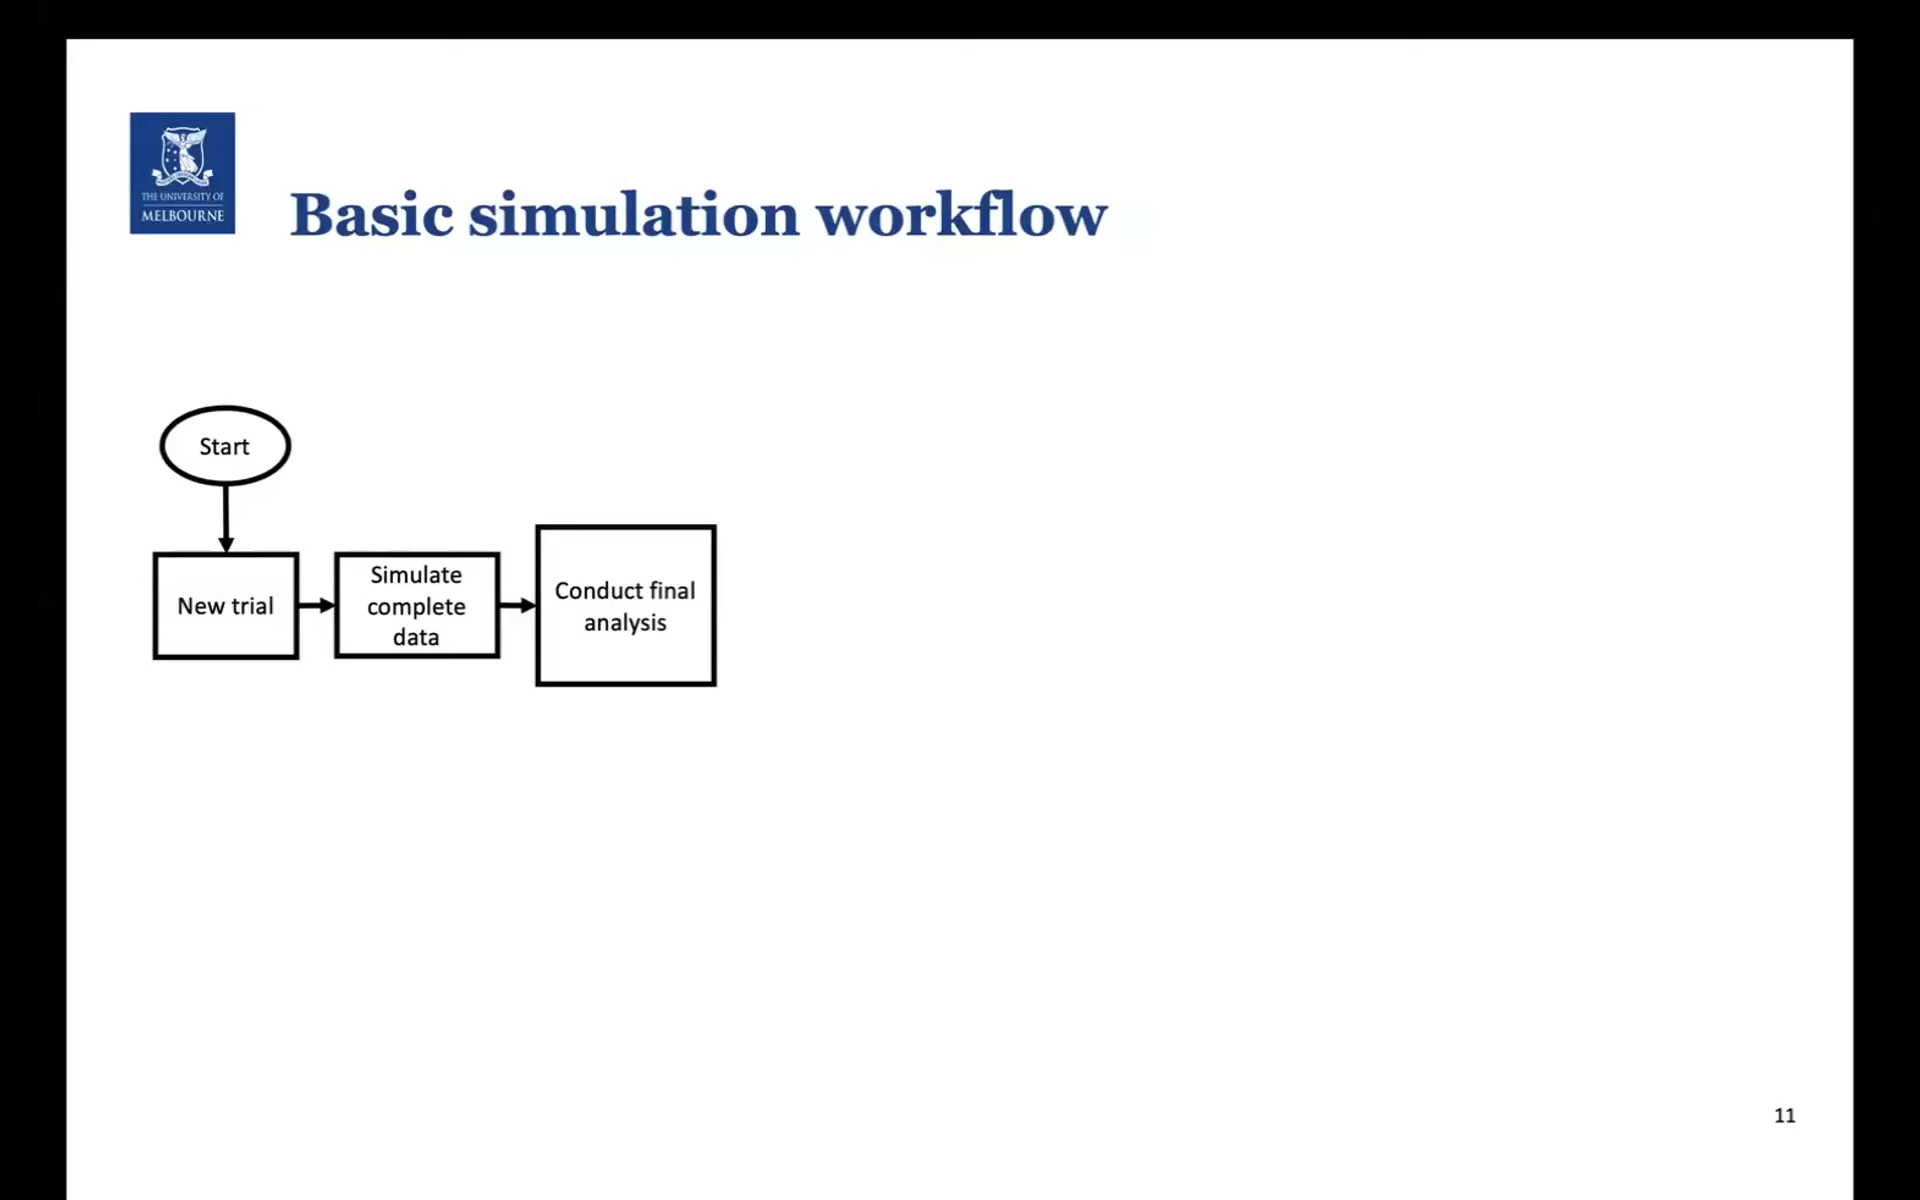 THE UNIVERSITY OF
MELBOURNE
Basic simulation workflow
Start
New trial
Simulate
complete
data
Conduct final
analysis
11